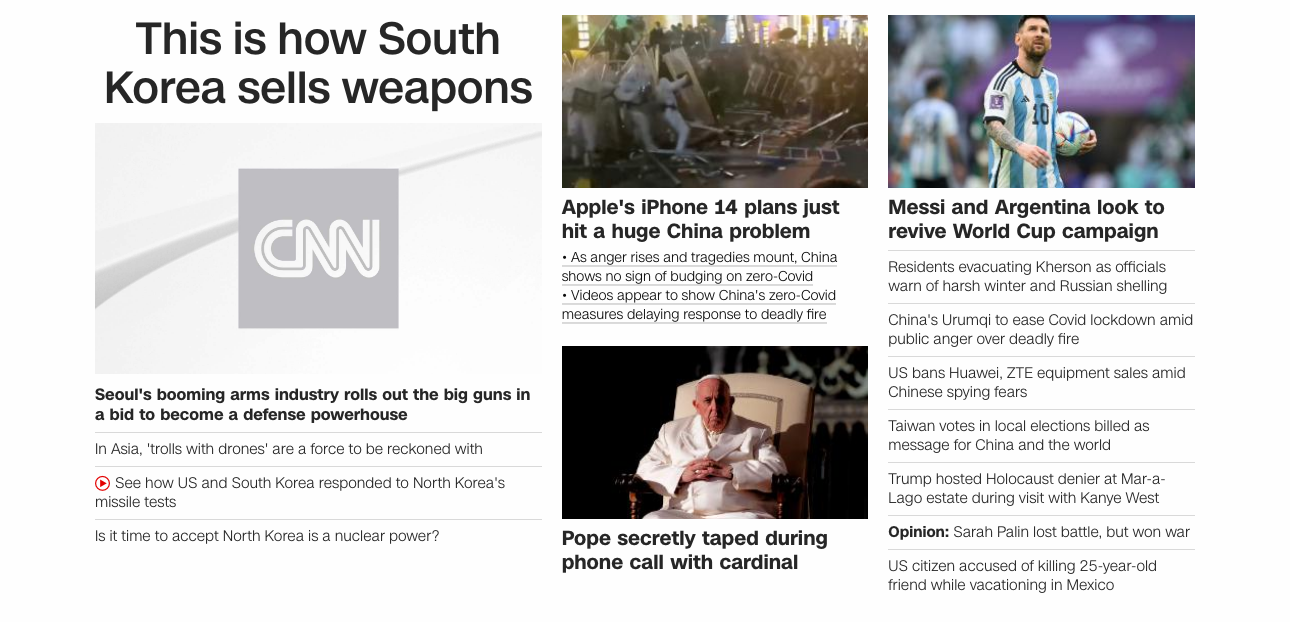 This is how South
Korea sells weapons
CNN
Seoul's booming arms industry rolls out the big guns in
a bid to become a defense powerhouse
In Asia, 'trolls with drones' are a force to be reckoned with
See how US and South Korea responded to North Korea's
missile tests
Is it time to accept North Korea is a nuclear power?
Apple's iPhone 14 plans just
hit a huge China problem
• As anger rises and tragedies mount, China
shows no sign of budging on zero-Covid
• Videos appear to show China's zero-Covid
measures delaying response to deadly fire
Pope secretly taped during
phone call with cardinal
10
Messi and Argentina look to
revive World Cup campaign
Residents evacuating Kherson as officials
warn of harsh winter and Russian shelling
China's Urumqi to ease Covid lockdown amid
public anger over deadly fire
US bans Huawei, ZTE equipment sales amid
Chinese spying fears
Taiwan votes in local elections billed as
message for China and the world
Trump hosted Holocaust denier at Mar-a-
Lago estate during visit with Kanye West
Opinion: Sarah Palin lost battle, but won war
US citizen accused of killing 25-year-old
friend while vacationing in Mexico